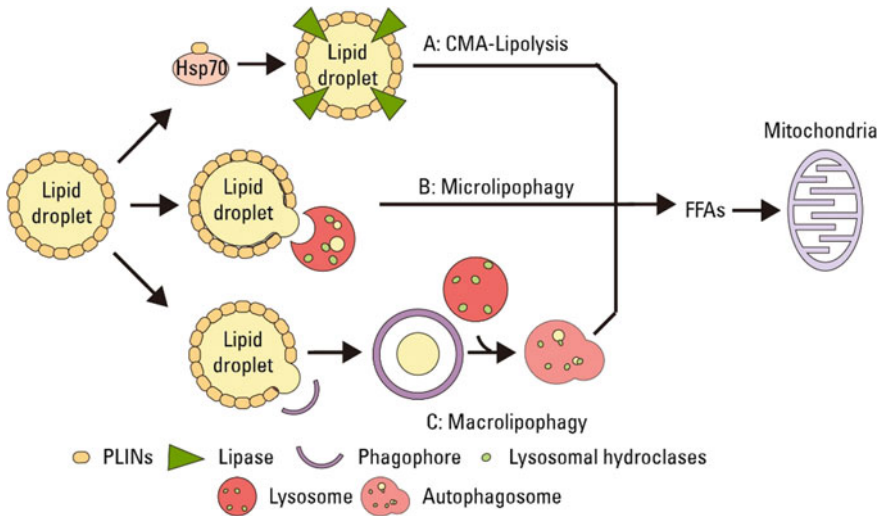 Hsp70
Lipid
droplet
A: CMA-Lipolysis
Mitochondria
Lipid
droplet
Lipid
droplet
B: Microlipophagy
FFAs
Lipid
droplet
C: Macrolipophagy
PLINs
Lipase
Phagophore
Lysosomal hydroclases
Lysosome
Autophagosome